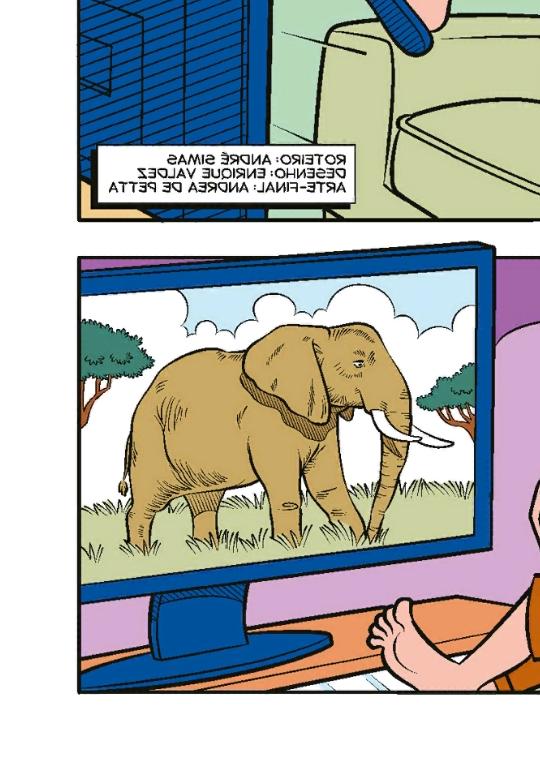 ROTEIRO: ANDRÉ SIMAS
DESENHO: ENRIQUE VALDEZ
ARTE-FINAL: ANDREA DE PETTA